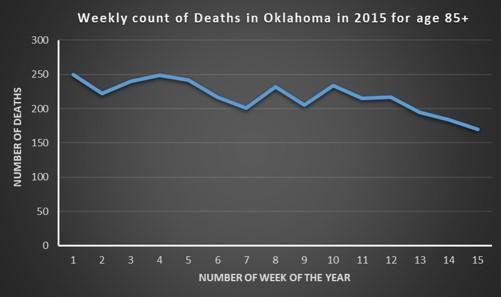 Weekly count of Deaths in Oklahoma in 2015 for age 85+
300
250
200
150
100
50
0
NUMBER OF DEATHS
1 2 3 4 5 6 7 8 9 10 11 12 13 14 15
NUMBER OF WEEK OF THE YEAR